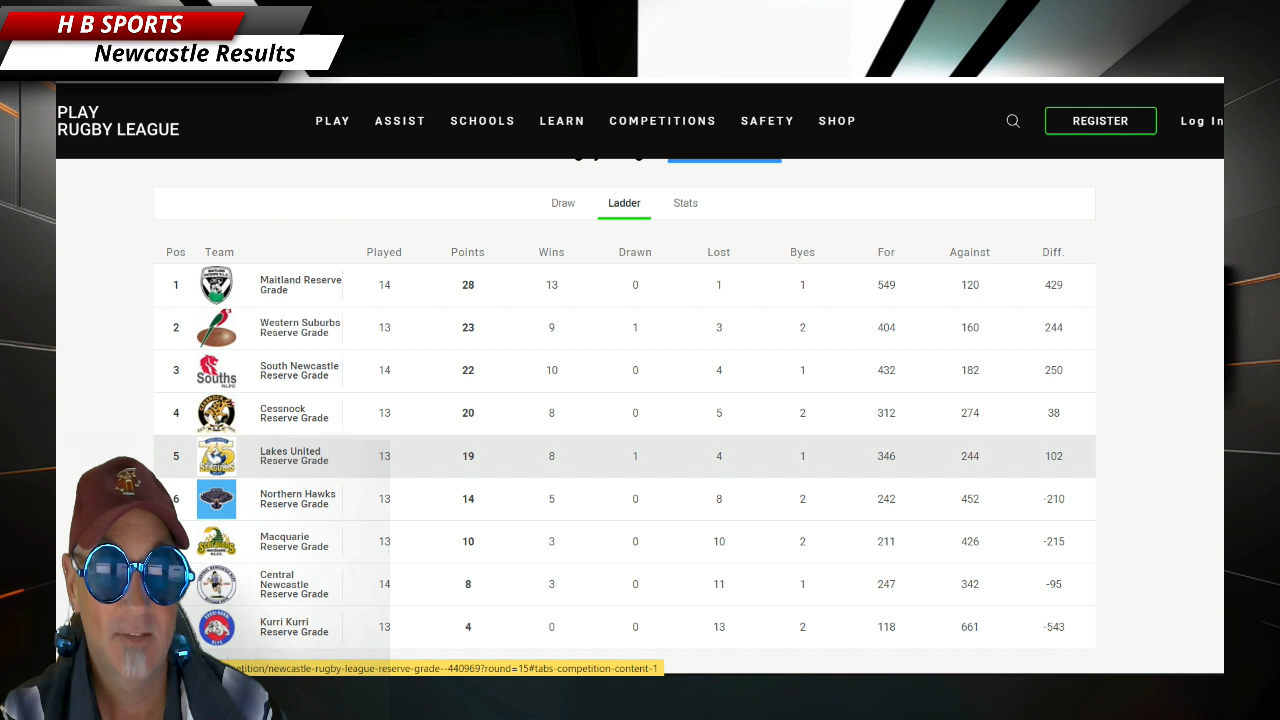 H B SPORTS
Newcastle Results
PLAY
RUGBY LEAGUE
PLAY ASSIST SCHOOLS LEARN COMPETITIONS SAFETY SHOP REGISTER Log In
Draw Ladder Stats
Pos Team Played Points Wins Drawn Lost Byes For Against Diff.
1 Maitland Reserve Grade 14 28 13 0 1 1 549 120 429
2 Western Suburbs Reserve Grade 13 23 9 1 3 2 404 160 244
Souths
3 South Newcastle Reserve Grade 14 22 10 0 4 1 432 182 250
4 Cessnock Reserve Grade 13 20 8 0 5 2 312 274 38
5 Lakes United Reserve Grade 13 19 8 1 4 1 346 244 102
6 Northern Hawks Reserve Grade 13 14 5 0 8 2 242 452 -210
Macquarie Reserve Grade 13 10 3 0 10 2 211 426 -215
Central Newcastle Reserve Grade 14 8 3 0 11 1 247 342 -95
Kurri Kurri Reserve Grade 13 4 0 0 13 2 118 661 -543
etition/newcastle-rugby-league-reserve-grade--440969?round=15#tabs-competition-content-1